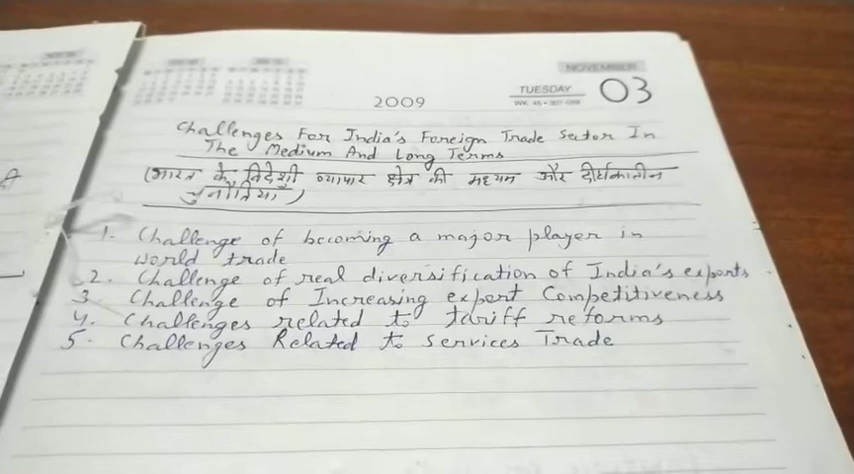 NOVEMBER
2009
TUESDAY 03
Challenges For India's Foreign Trade Sector In
The Medium And Long Terms
(भारत के विदेशी व्यापार क्षेत्र की मध्यम और दीर्घकालीन
चुनौतियाँ)
1. Challenge of becoming a major player in
world trade
2. Challenge of real diversification of India's exports
3. Challenge of Increasing export Competitiveness
4. Challenges related to tariff reforms
5. Challenges Related to Services Trade